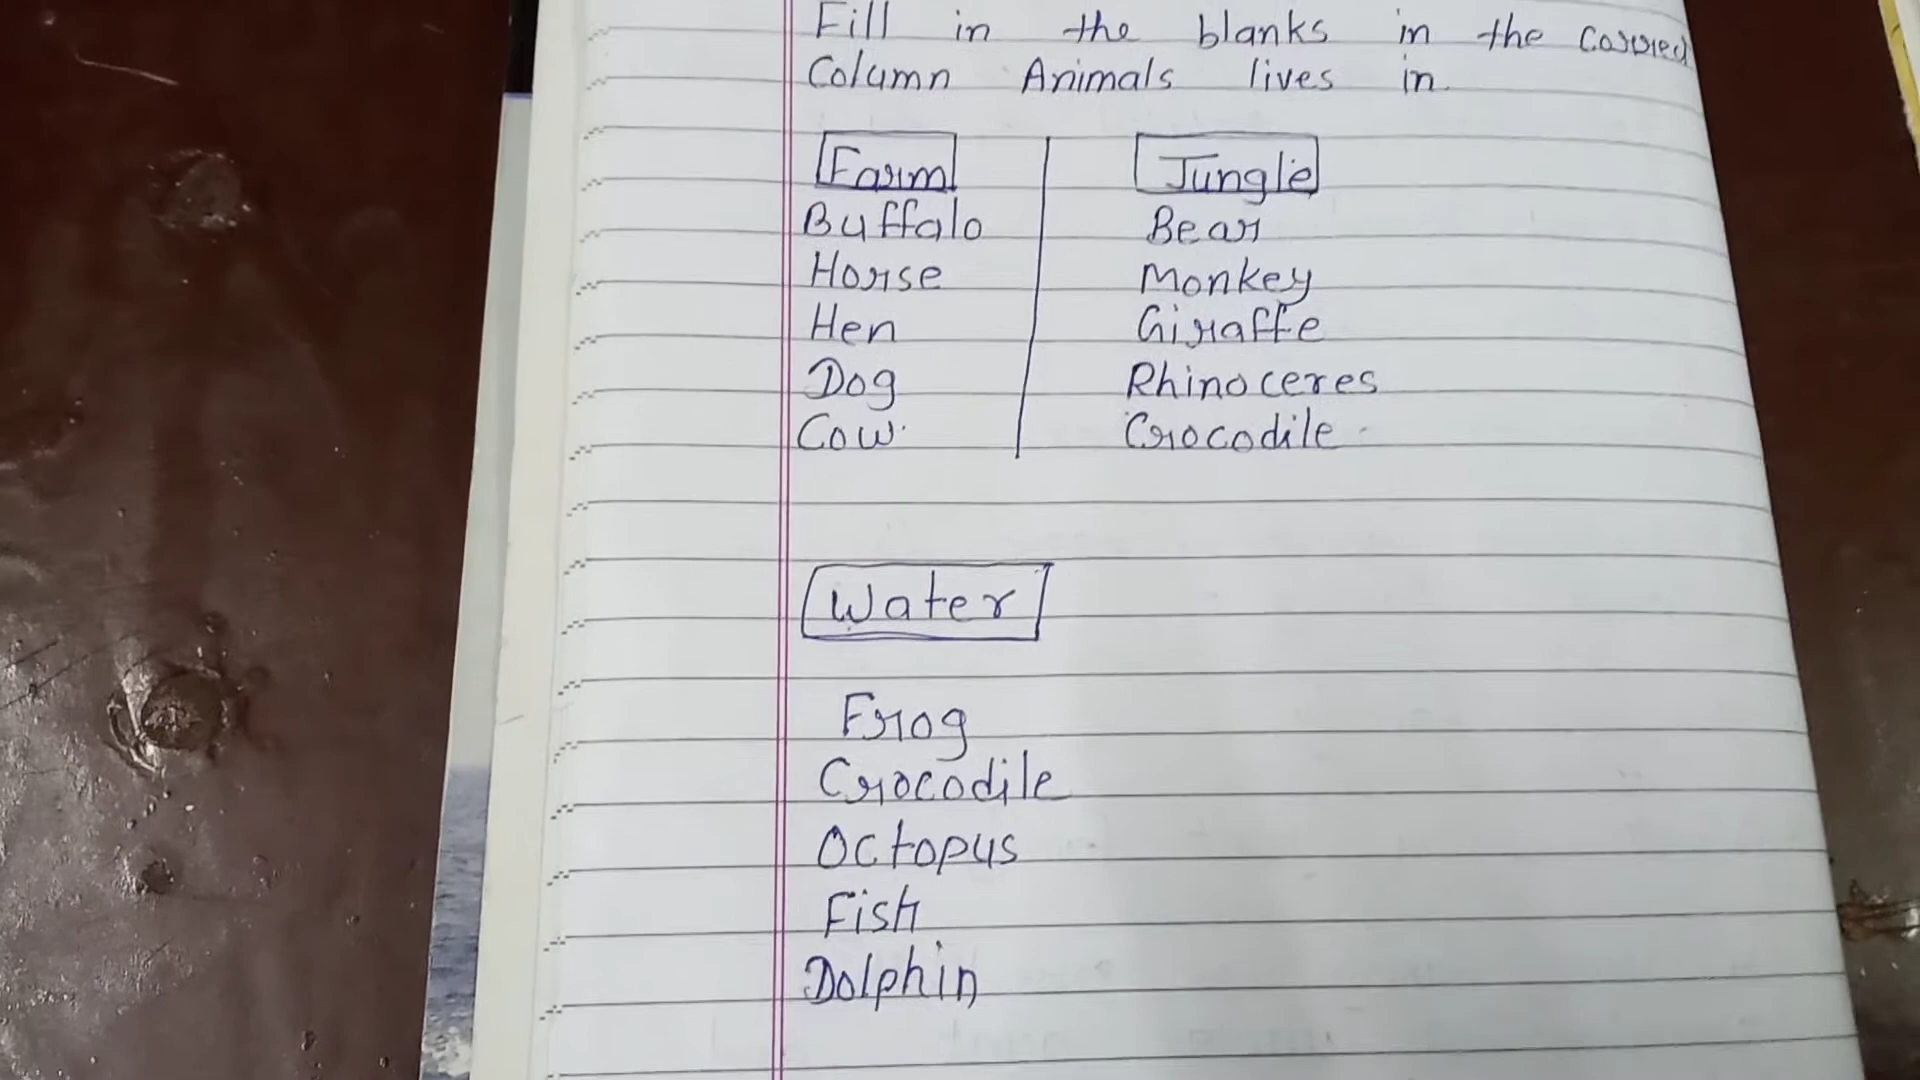 Fill in the blanks in the
Column Animals lives in.
Farm
Buffalo
Horse
Hen
Dog
Cow.
Jungle
Bear
Monkey
Giraffe
Rhinoceres
Crocodile.
Water
Frog
Crocodile
Octopus
Fish
Dolphin